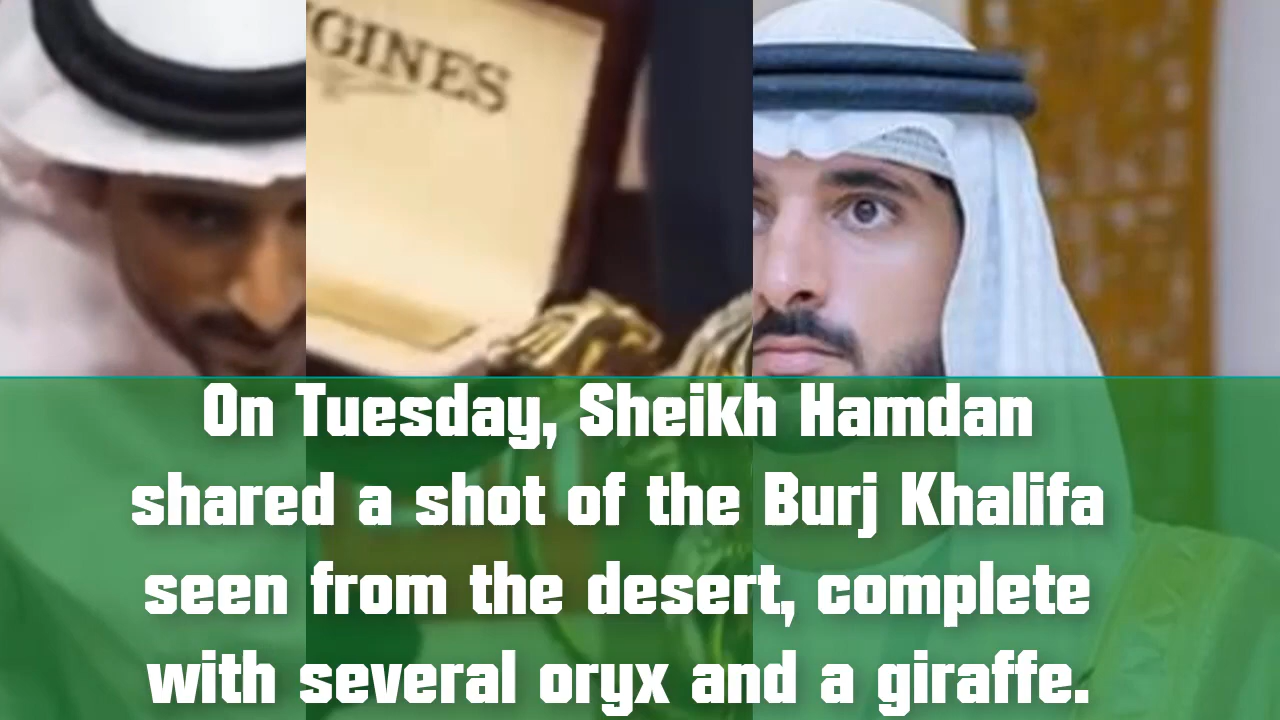 GINES
On Tuesday, Sheikh Hamdan
shared a shot of the Burj Khalifa
seen from the desert, complete
with several oryx and a giraffe.